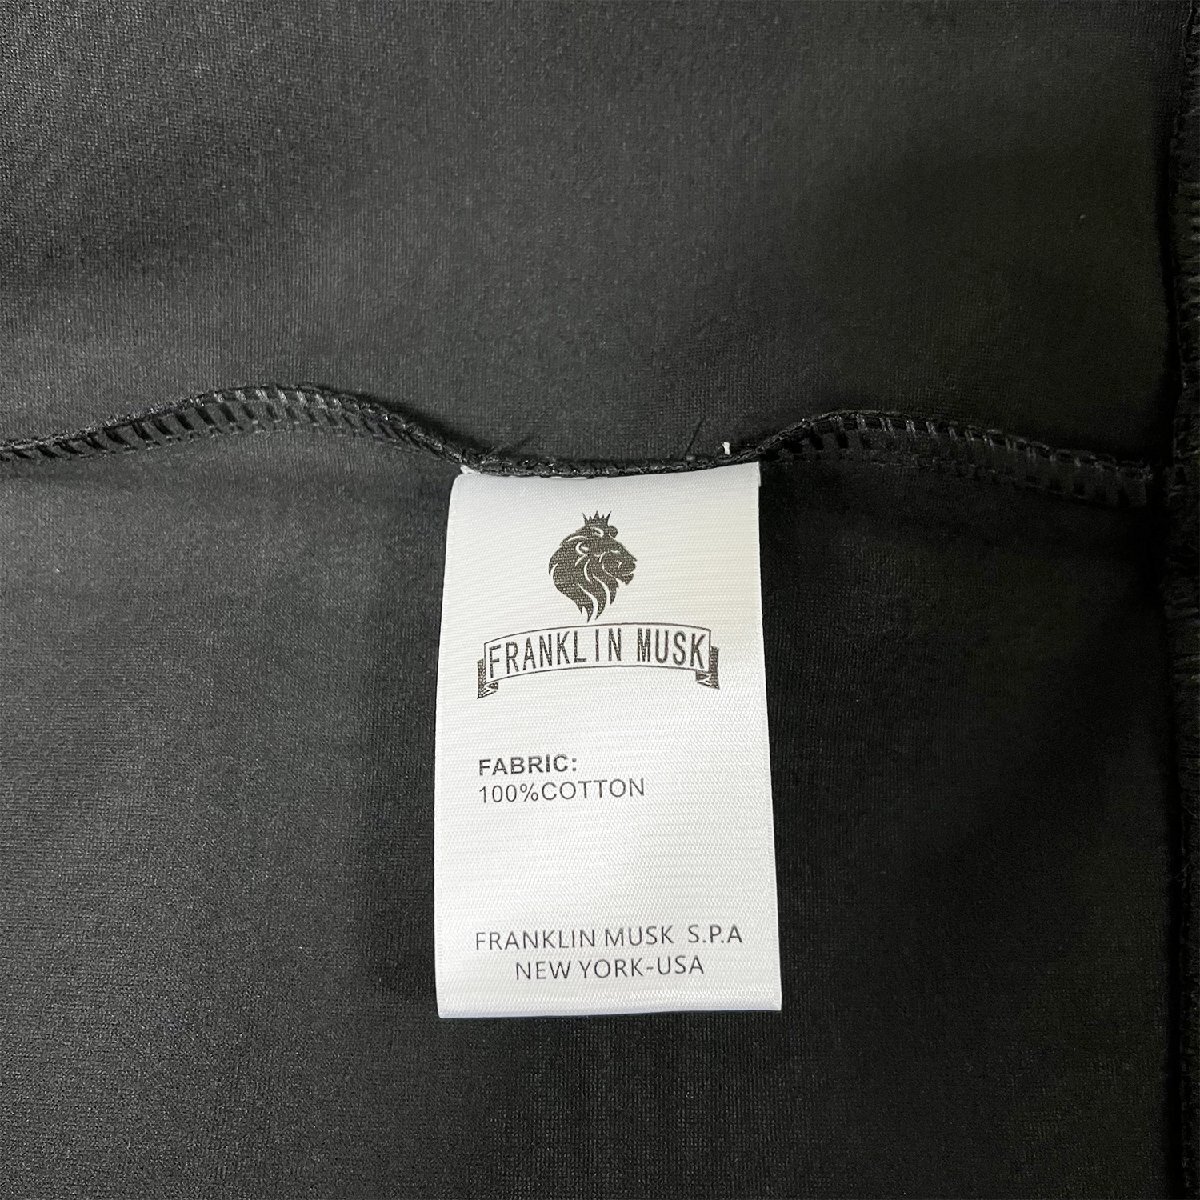 FRANKLIN MUSK
FABRIC:
100%COTTON
FRANKLIN MUSK S.P.A
NEW YORK-USA